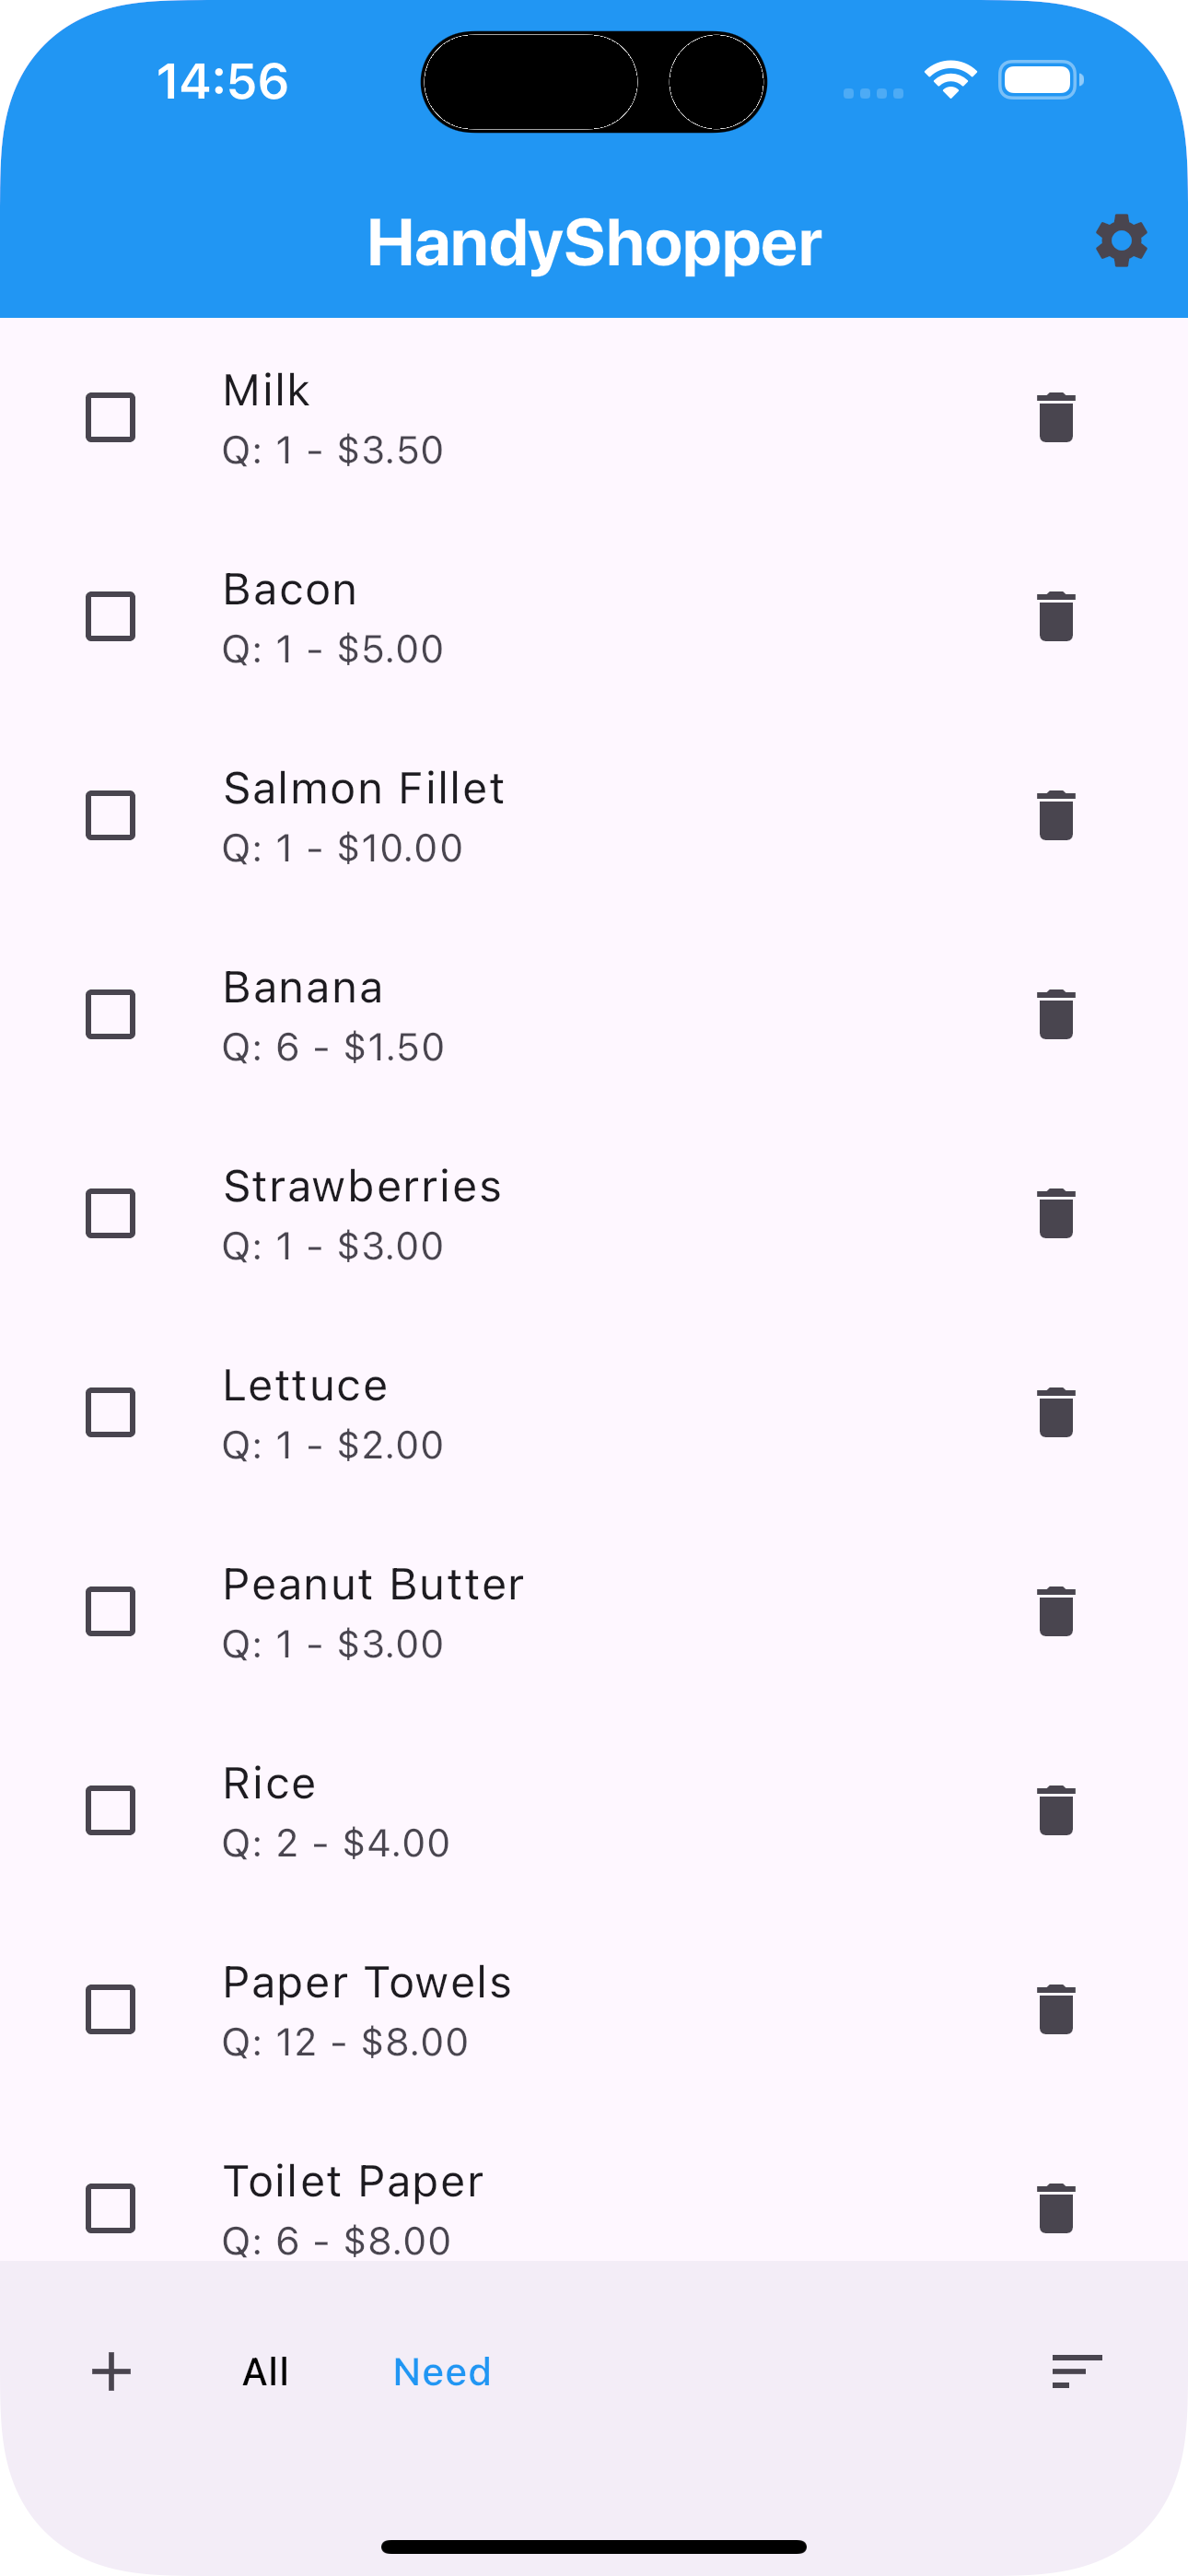 14:56
HandyShopper
Milk
Q: 1 - $3.50
Bacon
Q: 1 - $5.00
Salmon Fillet
Q: 1 - $10.00
Banana
Q: 6 - $1.50
Strawberries
Q: 1 - $3.00
Lettuce
Q: 1 - $2.00
Peanut Butter
Q: 1 - $3.00
Rice
Q: 2 - $4.00
Paper Towels
Q: 12 - $8.00
Toilet Paper
Q: 6 - $8.00
All Need